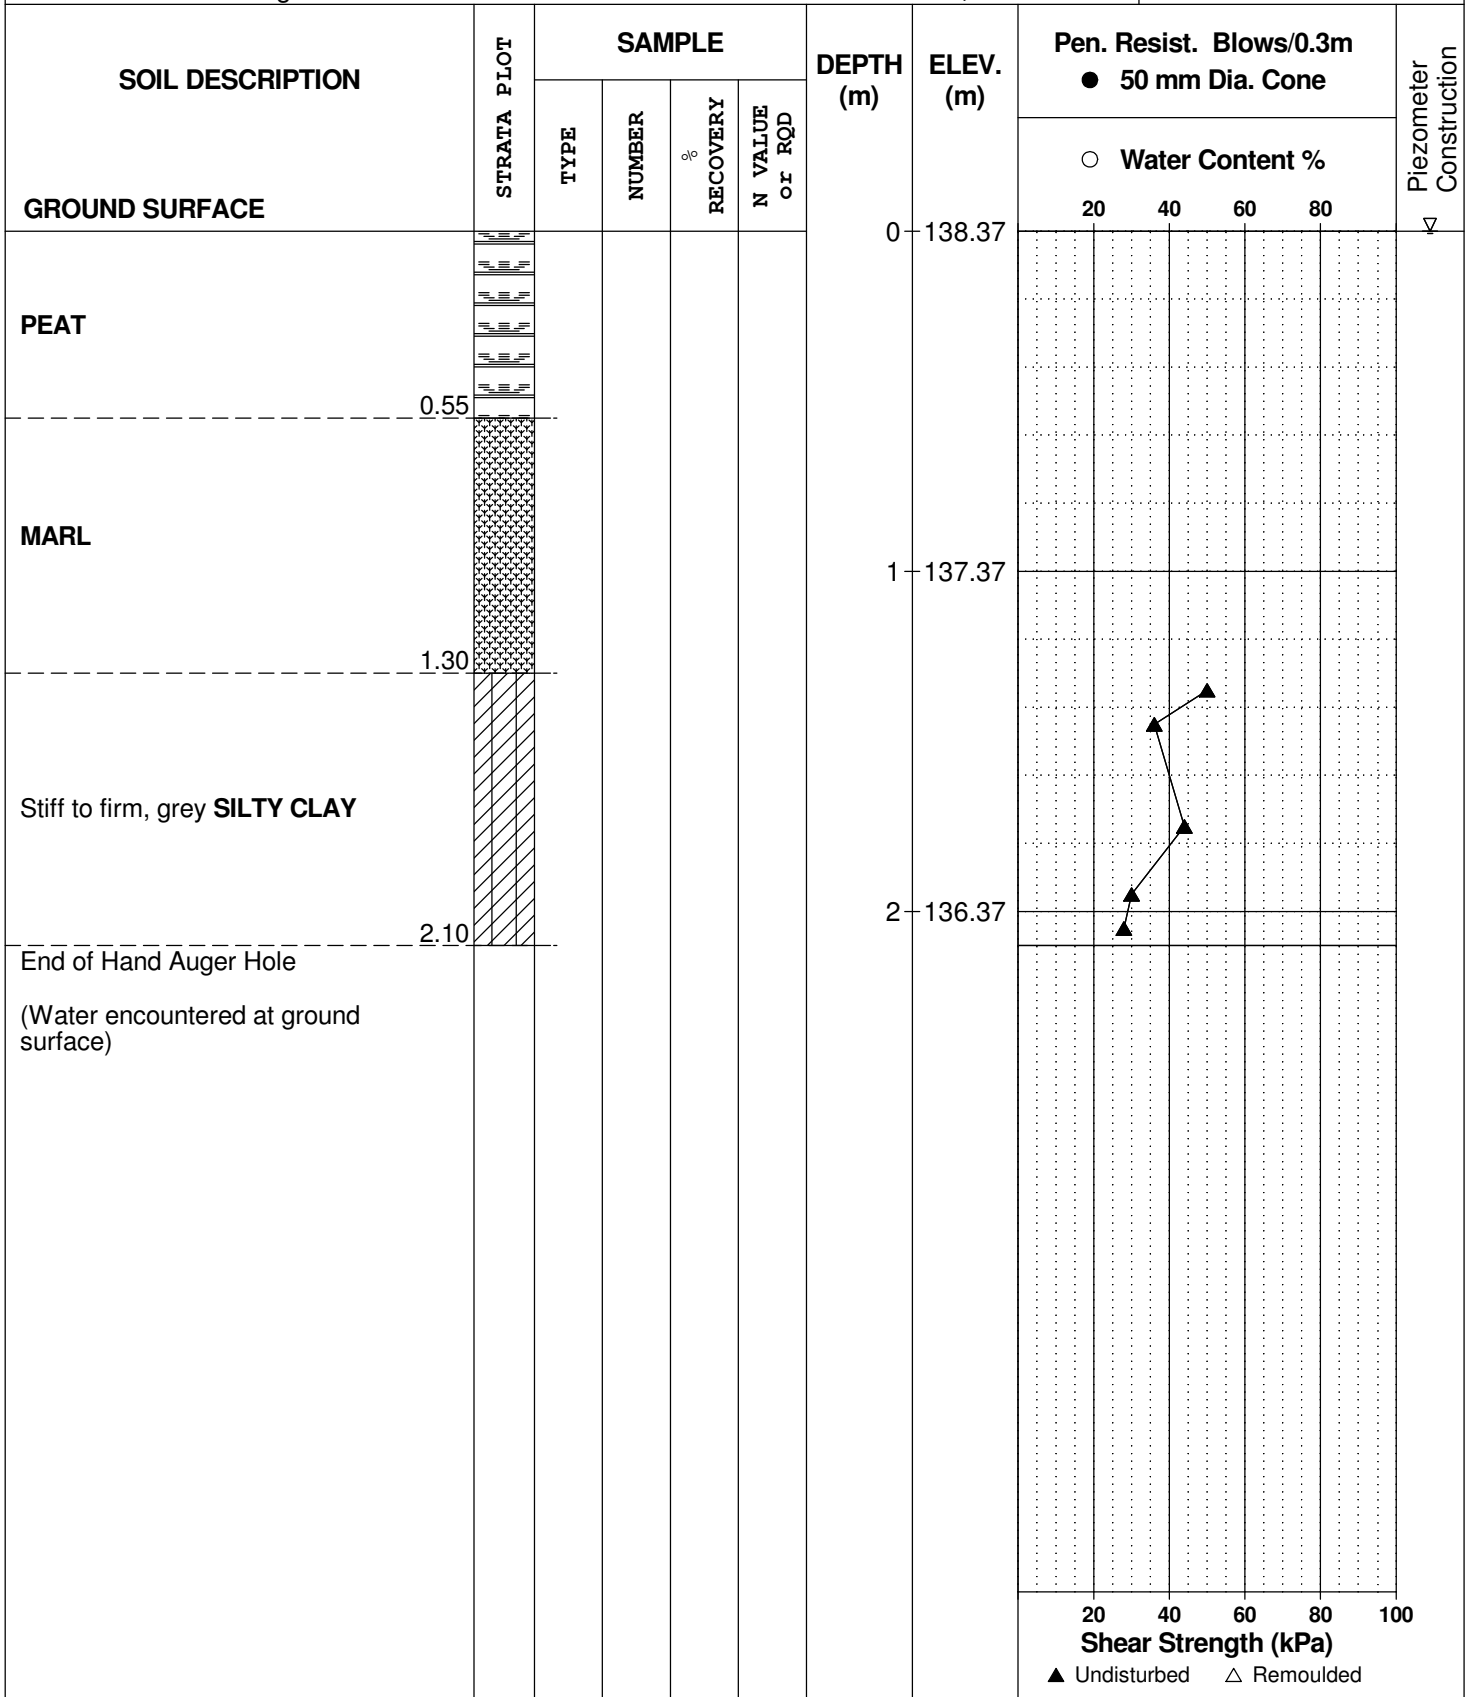 SOIL DESCRIPTION
STRATA PLOT
SAMPLE
TYPE
NUMBER
%
RECOVERY
N VALUE
or RQD
DEPTH
(m)
ELEV.
(m)
Pen. Resist. Blows/0.3m
● 50 mm Dia. Cone
○ Water Content %
20 40 60 80
Piezometer
Construction
GROUND SURFACE
0 138.37
PEAT
0.55
MARL
1 137.37
1.30
Stiff to firm, grey SILTY CLAY
2 136.37
2.10
End of Hand Auger Hole
(Water encountered at ground
surface)
20 40 60 80 100
Shear Strength (kPa)
▲ Undisturbed △ Remoulded